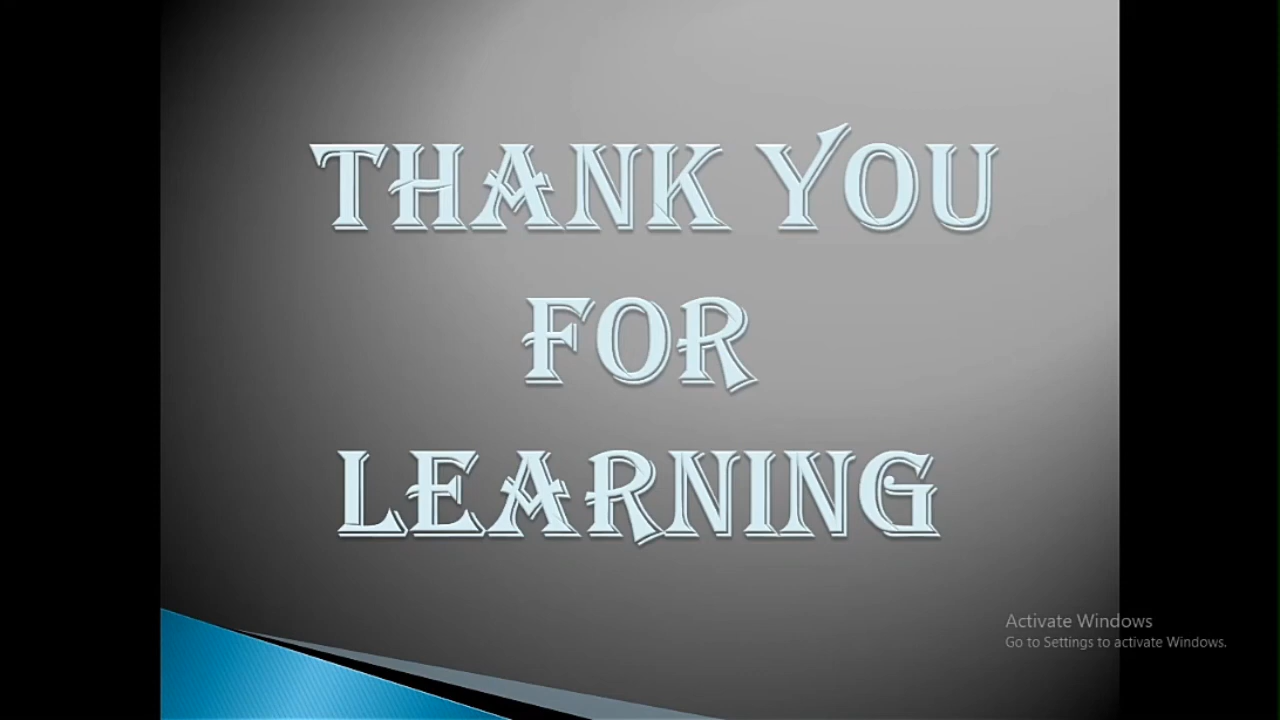 THANK YOU
FOR
LEARNING
Activate Windows
Go to Settings to activate Windows.